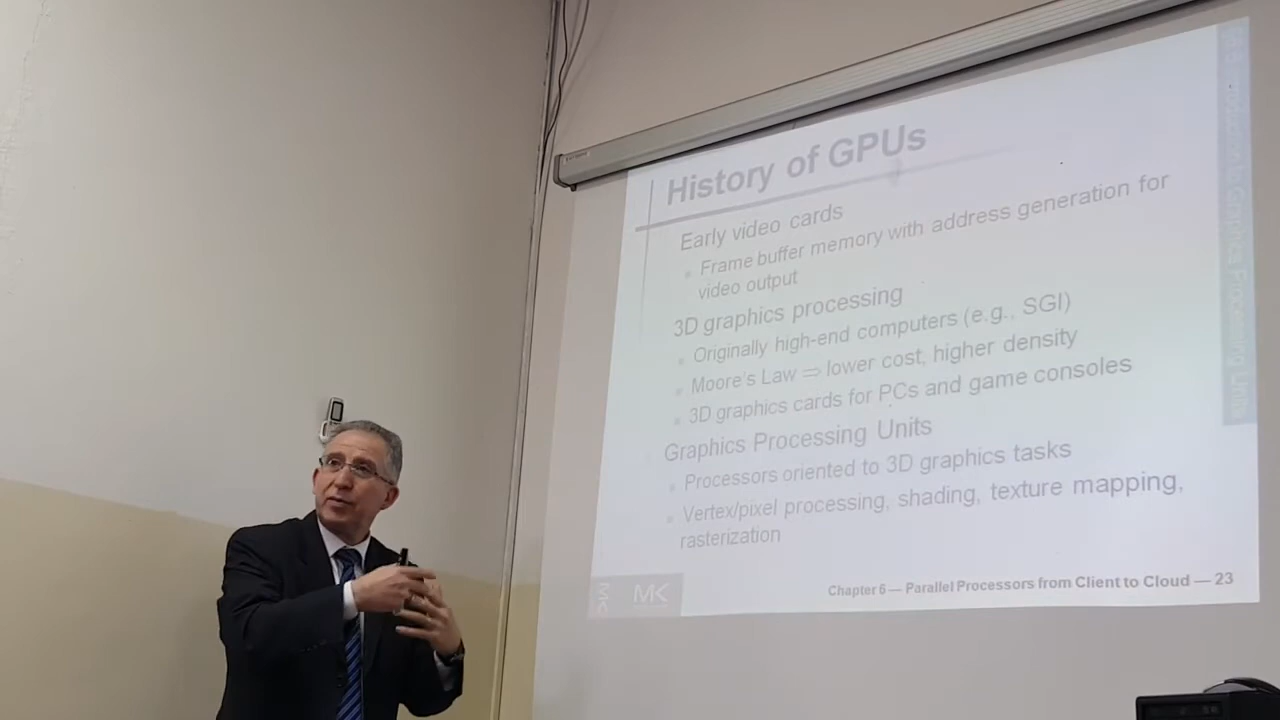 History of GPUs
Early video cards
Frame buffer memory with address generation for
video output
3D graphics processing
Originally high-end computers (e.g., SGI)
Moore's Law ⇒ lower cost, higher density
3D graphics cards for PCs and game consoles
Graphics Processing Units
Processors oriented to 3D graphics tasks
Vertex/pixel processing, shading, texture mapping,
rasterization
MK
Chapter 6 — Parallel Processors from Client to Cloud — 23
Graphics Processing Units